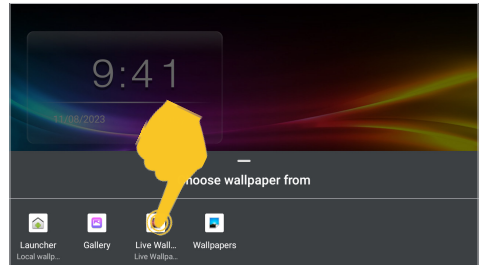 9:41
11/08/2023
hoose wallpaper from
Launcher Gallery Live Wall... Wallpapers
Local wallp... Live Wallpa...